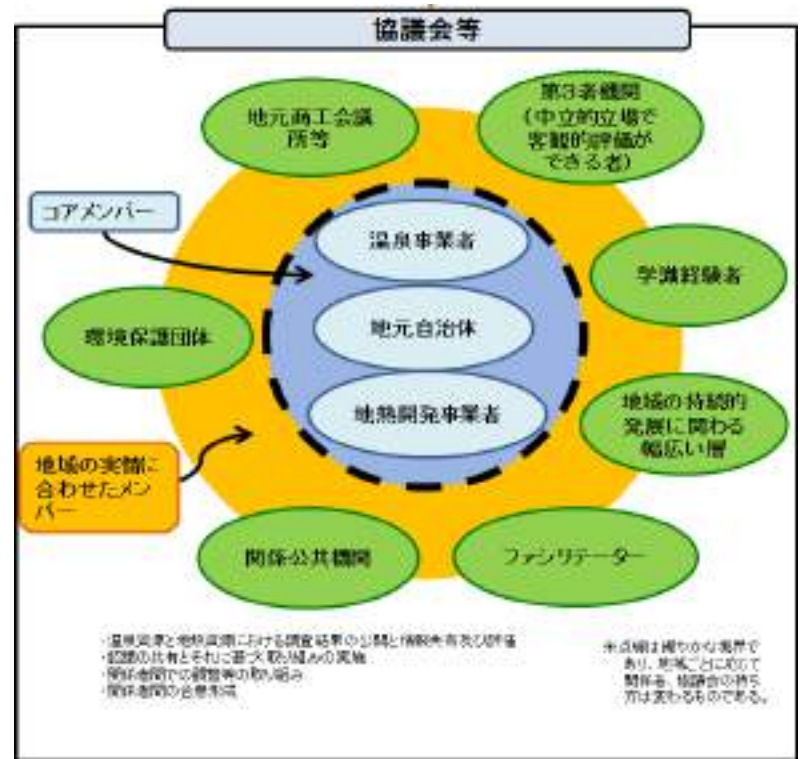 協議会等
地元商工会議
所等
第3者機関
(中立的立場で
客観的評価が
できる者)
コアメンバー
温泉事業者
学識経験者
地元自治体
環境保護団体
地熱開発事業者
地域の持続的
発展に関わる
幅広い層
地域の実情に
合わせたメン
バー
関係公共機関
ファシリテーター
・温泉資源と地熱資源における調査結果の公開と情報共有及び評価
・認識の共有とそれに基づく取り組みの実施
・関係者間での調整等の取り組み
・関係者間の合意形成
※点線は緩やかな境界で
あり、地域ごとに応じて
関係者、協議会の持ち
方は変わるものである。